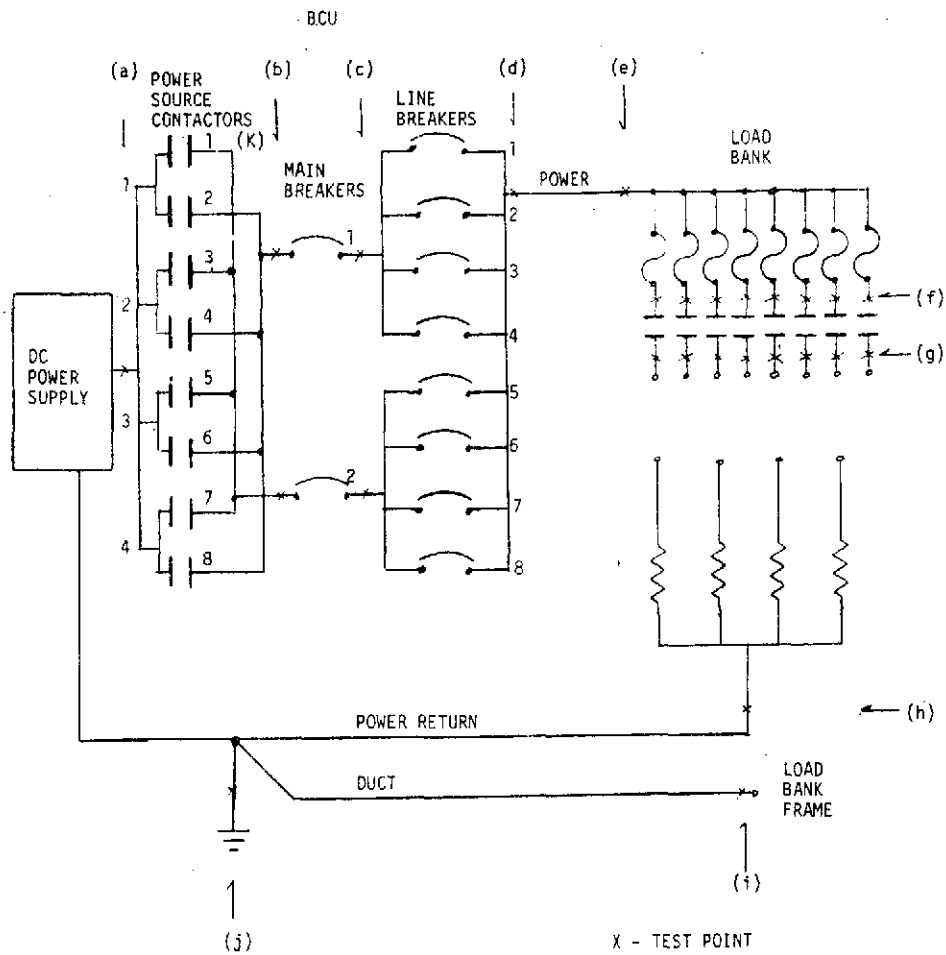 BCU
(a)
(b)
(c)
(d)
(e)
POWER
SOURCE
CONTACTORS
LINE
BREAKERS
LOAD
BANK
1
(K)
MAIN
BREAKERS
1
POWER
1
2
1
2
3
3
2
4
4
(f)
(g)
DC
POWER
SUPPLY
5
5
3
6
6
2
7
7
4
8
8
(h)
POWER RETURN
DUCT
LOAD
BANK
FRAME
(i)
(j)
X - TEST POINT